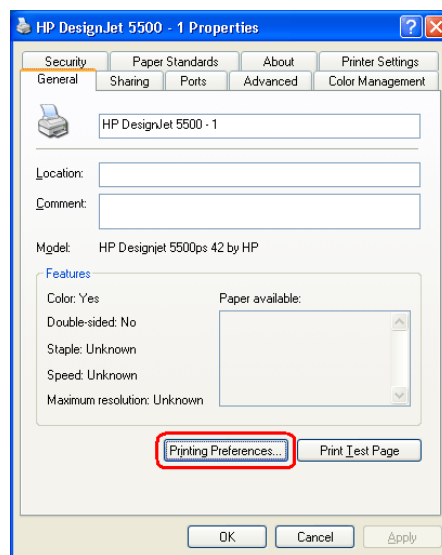 HP DesignJet 5500 - 1 Properties
Security Paper Standards About Printer Settings
General Sharing Ports Advanced Color Management
HP DesignJet 5500 - 1
Location:
Comment:
Model: HP Designjet 5500ps 42 by HP
Features
Color: Yes Paper available:
Double-sided: No
Staple: Unknown
Speed: Unknown
Maximum resolution: Unknown
Printing Preferences... Print Test Page
OK Cancel Apply